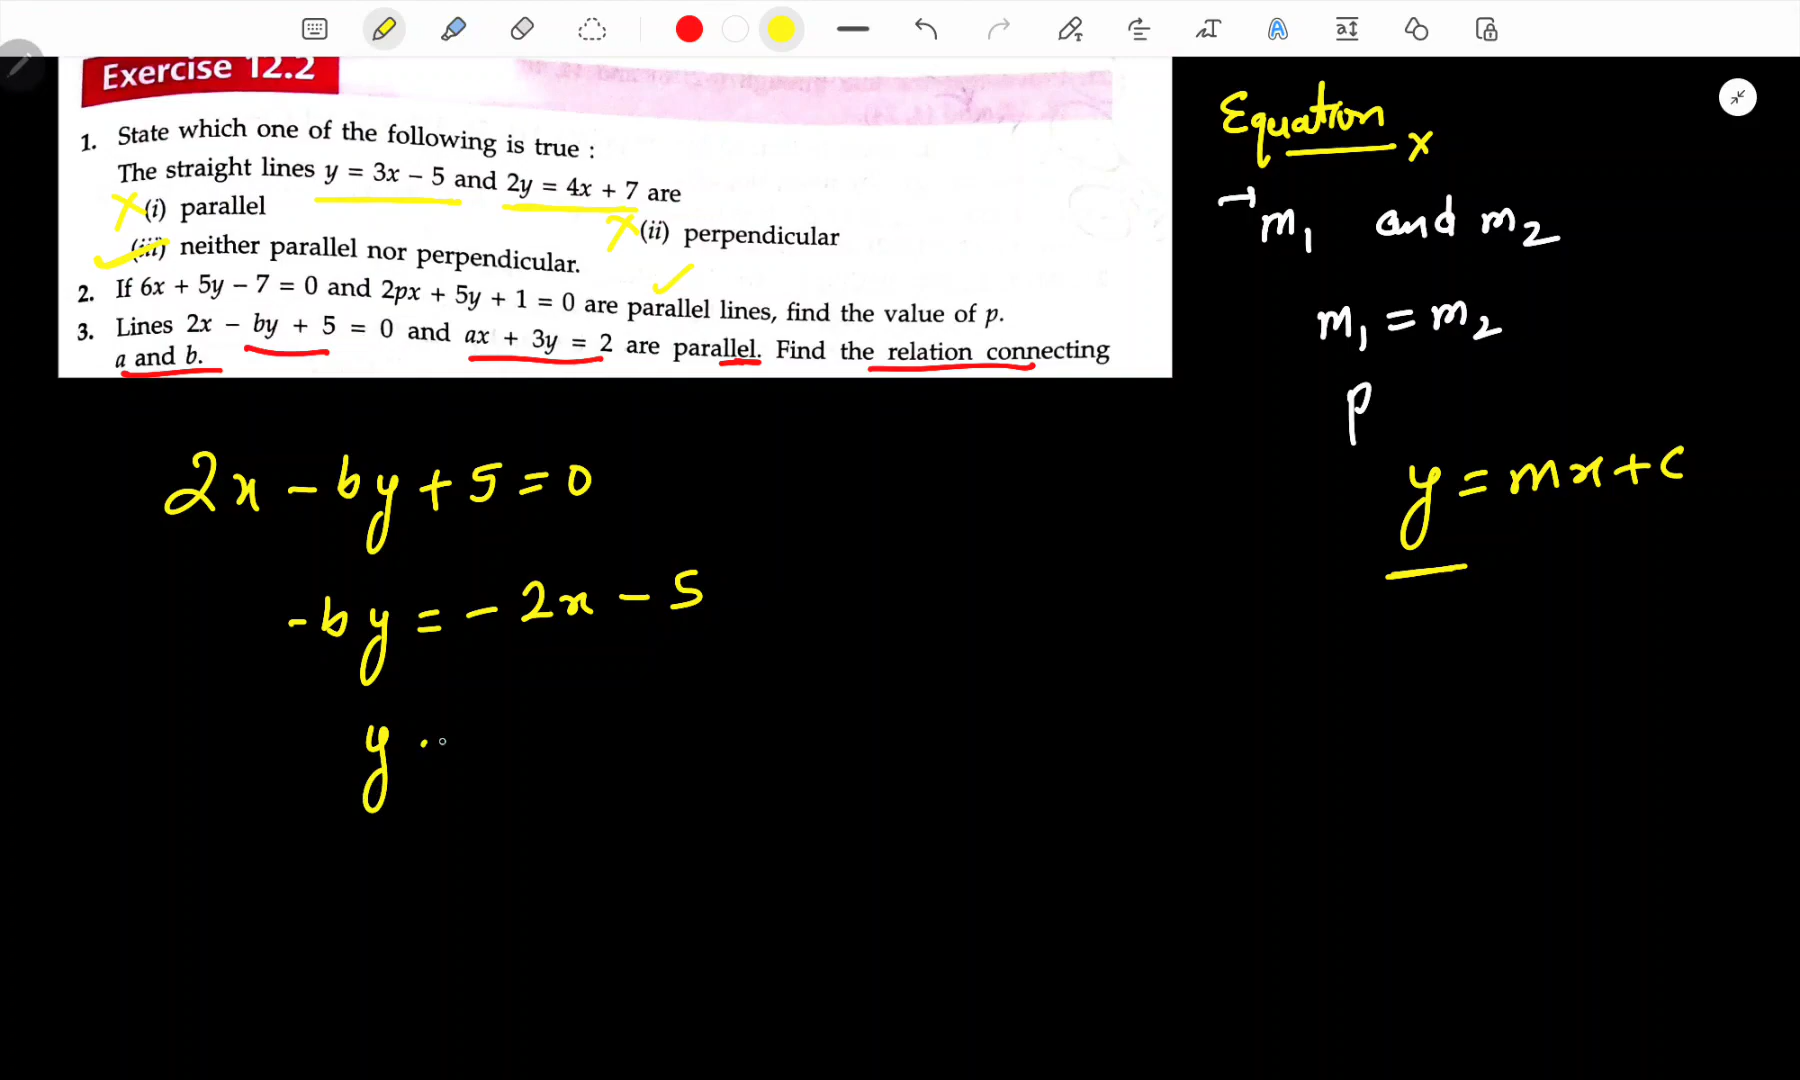 Exercise 12.2
1. State which one of the following is true :
The straight lines y = 3x – 5 and 2y = 4x + 7 are
(i) parallel
(ii) perpendicular
(iii) neither parallel nor perpendicular.
2. If 6x + 5y – 7 = 0 and 2px + 5y + 1 = 0 are parallel lines, find the value of p.
3. Lines 2x – by + 5 = 0 and ax + 3y = 2 are parallel. Find the relation connecting
a and b.
Equation x
m₁ and m₂
m₁ = m₂
p
y = mx + c
2x – by + 5 = 0
-by = – 2x – 5
y